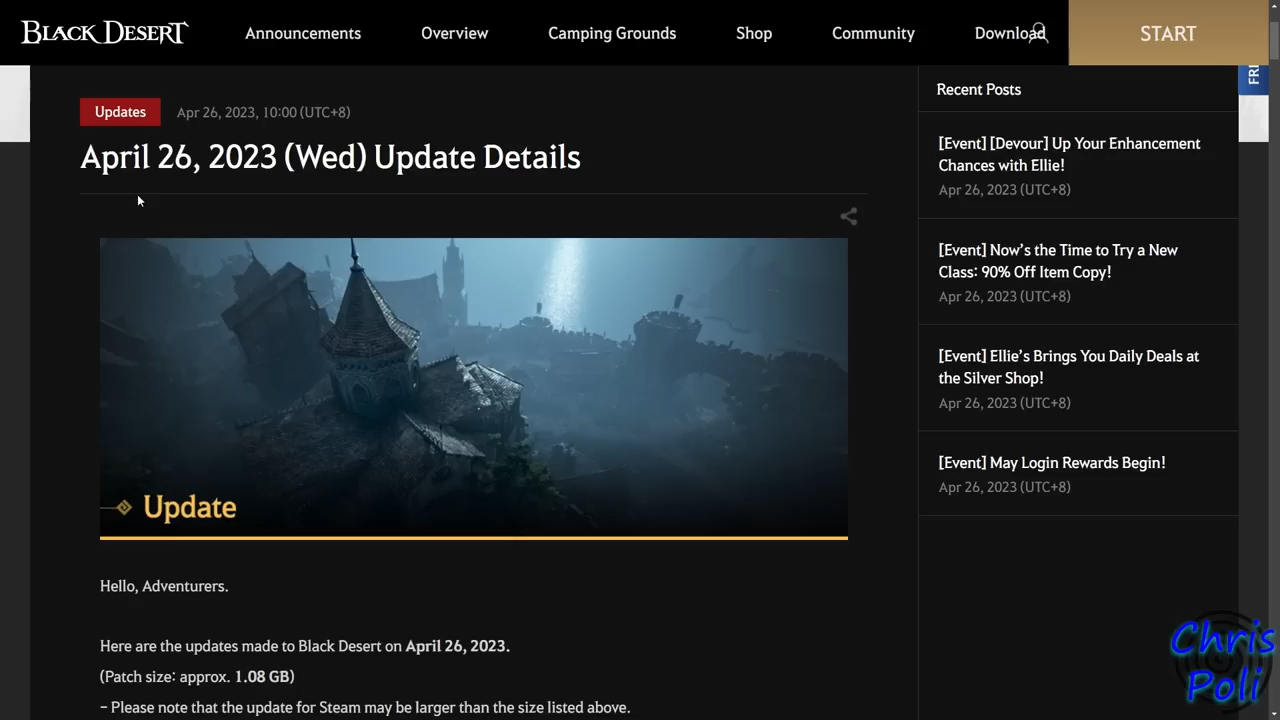 BLACK DESERT
Announcements
Overview
Camping Grounds
Shop
Community
Download
START
FRI
Updates
Apr 26, 2023, 10:00 (UTC+8)
April 26, 2023 (Wed) Update Details
Update
Hello, Adventurers.
Here are the updates made to Black Desert on April 26, 2023.
(Patch size: approx. 1.08 GB)
– Please note that the update for Steam may be larger than the size listed above.
Recent Posts
[Event] [Devour] Up Your Enhancement
Chances with Ellie!
Apr 26, 2023 (UTC+8)
[Event] Now's the Time to Try a New
Class: 90% Off Item Copy!
Apr 26, 2023 (UTC+8)
[Event] Ellie's Brings You Daily Deals at
the Silver Shop!
Apr 26, 2023 (UTC+8)
[Event] May Login Rewards Begin!
Apr 26, 2023 (UTC+8)
Chris
Poli